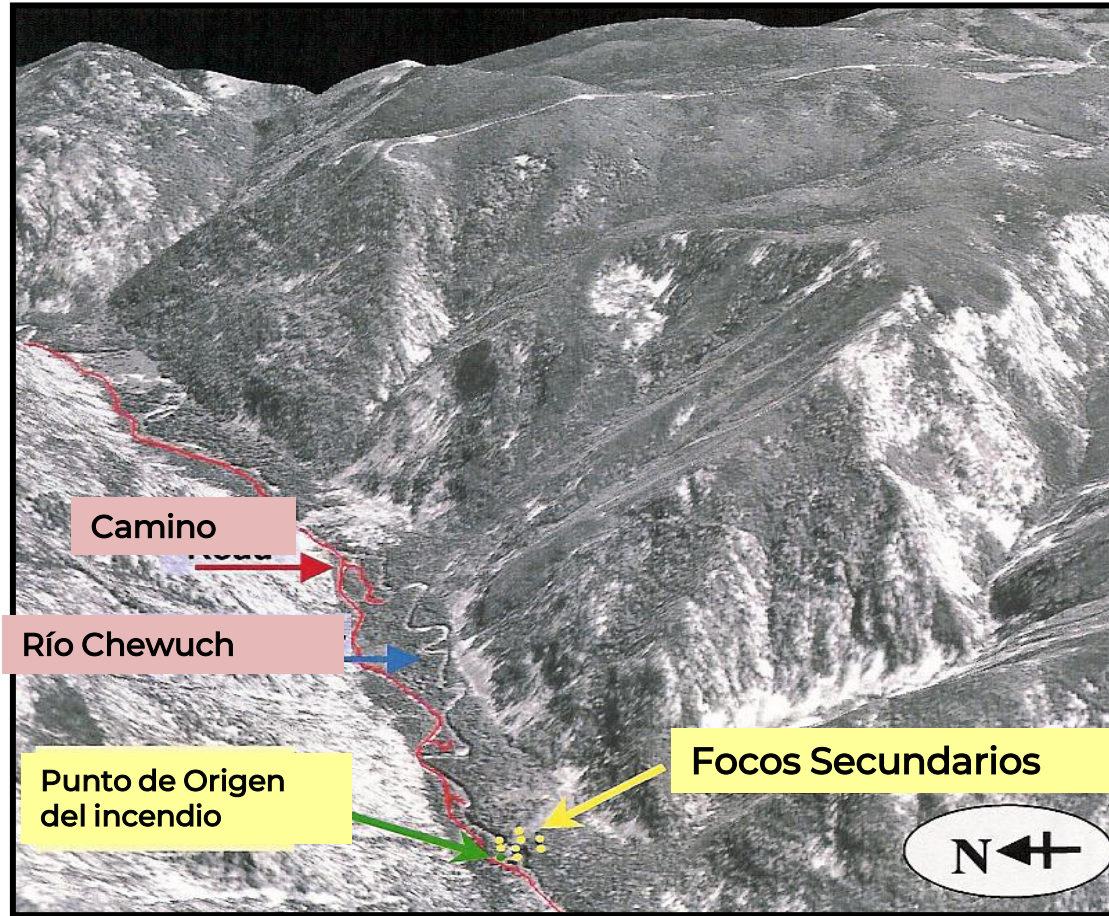 Camino
Río Chewuch
Punto de Origen
del incendio
Focos Secundarios
N